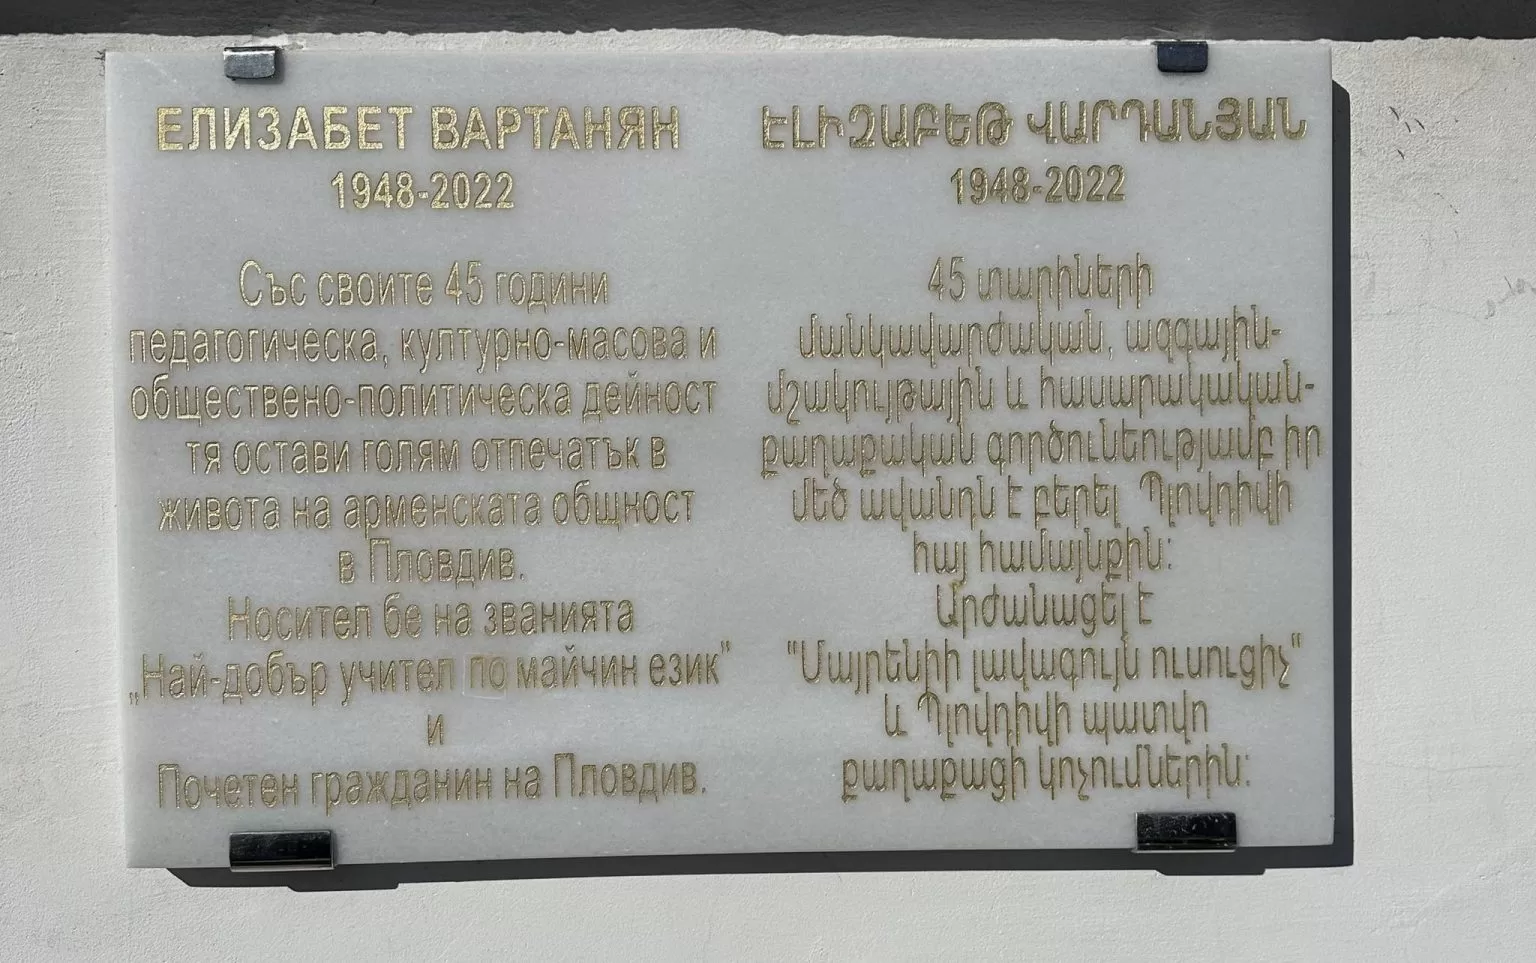 ЕЛИЗАБЕТ ВАРТАНЯН
1948-2022
Със своите 45 години
педагогическа, културно-масова и
обществено-политическа дейност
тя остави голям отпечатък в
живота на арменската общност
в Пловдив.
Носител бе на званията
„Най-добър учител по майчин език”
и
Почетен гражданин на Пловдив.
ԷԼԻԶԱԲԵԹ ՎԱՐԴԱՆՅԱՆ
1948-2022
45 տարիների
մանկավարժական, ազգային-
մշակութային և հասարակական-
քաղաքական գործունեությամբ իր
մեծ ավանդն է բերել Պլովդիվի
հայ համայնքին:
Արժանացել է
"Մայրենիի լավագույն ուսուցիչ"
և Պլովդիվի պատվո
քաղաքացի կոչումներին: